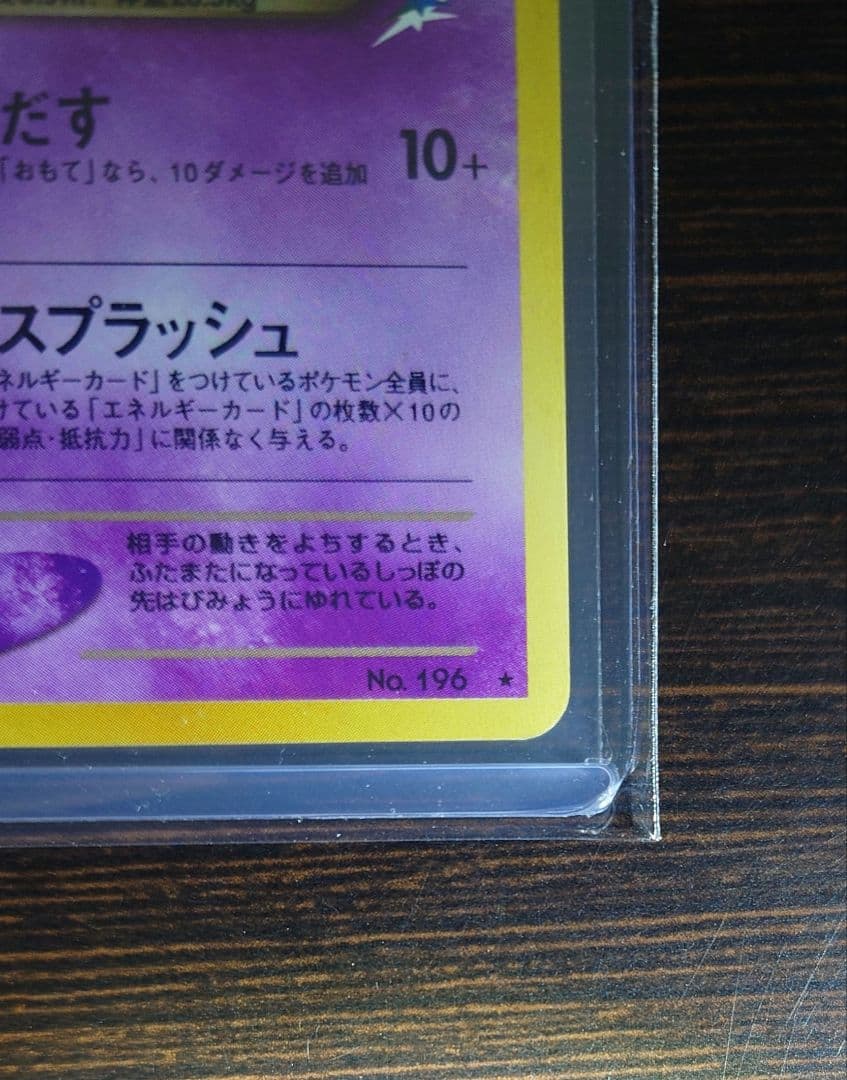 だす
「おもて」なら、10ダメージを追加
10+
スプラッシュ
ネルギーカード」をつけているポケモン全員に、
けている「エネルギーカード」の枚数×10の
弱点・抵抗力」に関係なく与える。
相手の動きをよちするとき、
ふたまたになっているしっぽの
先はびみょうにゆれている。
No. 196 ★